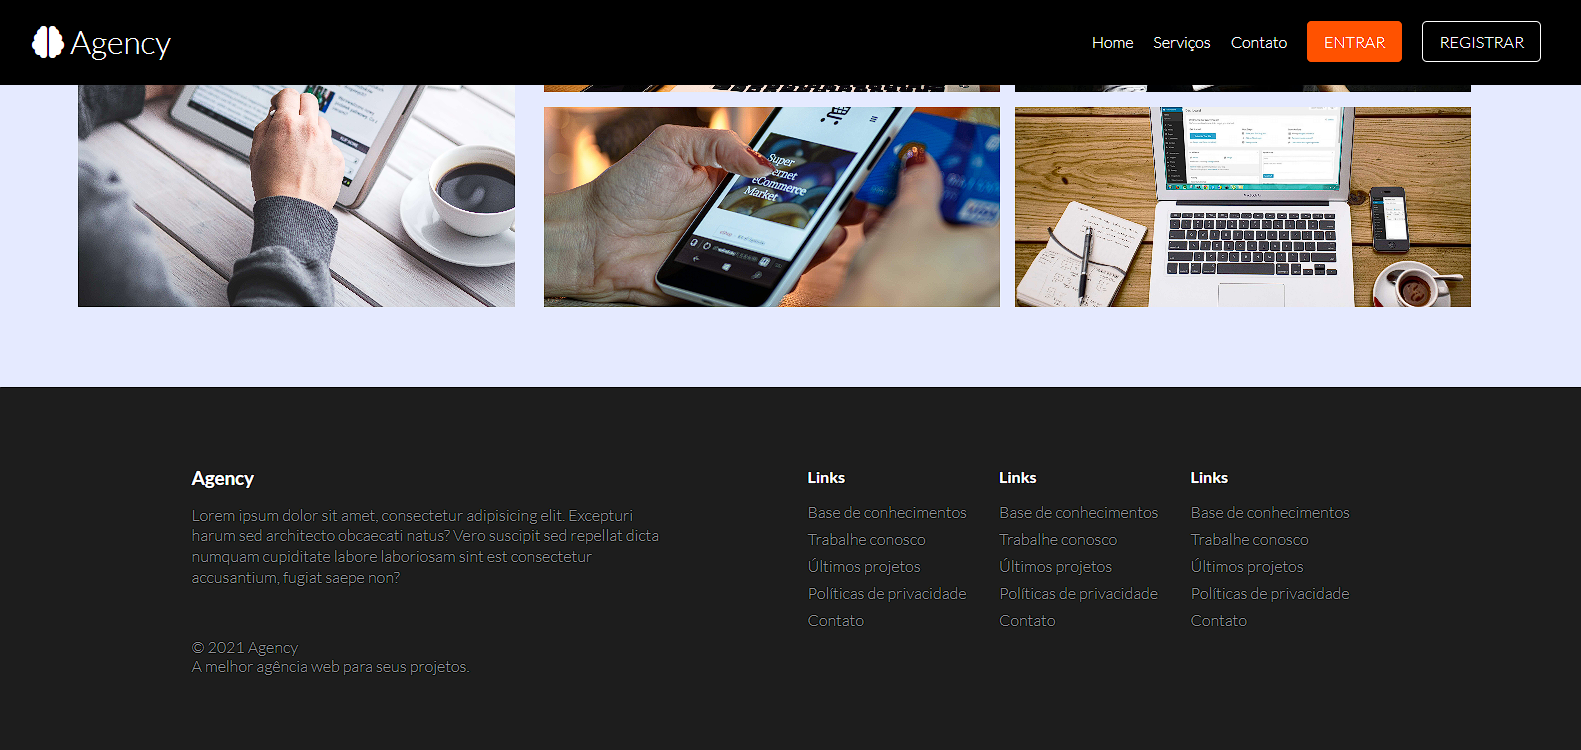 Agency
Home Serviços Contato ENTRAR REGISTRAR
Super
eCommerce
Market
Agency
Lorem ipsum dolor sit amet, consectetur adipisicing elit. Excepturi
harum sed architecto obcaecati natus? Vero suscipit sed repellat dicta
numquam cupiditate labore laboriosam sint est consectetur
accusantium, fugiat saepe non?
© 2021 Agency
A melhor agência web para seus projetos.
Links
Base de conhecimentos
Trabalhe conosco
Últimos projetos
Políticas de privacidade
Contato
Links
Base de conhecimentos
Trabalhe conosco
Últimos projetos
Políticas de privacidade
Contato
Links
Base de conhecimentos
Trabalhe conosco
Últimos projetos
Políticas de privacidade
Contato